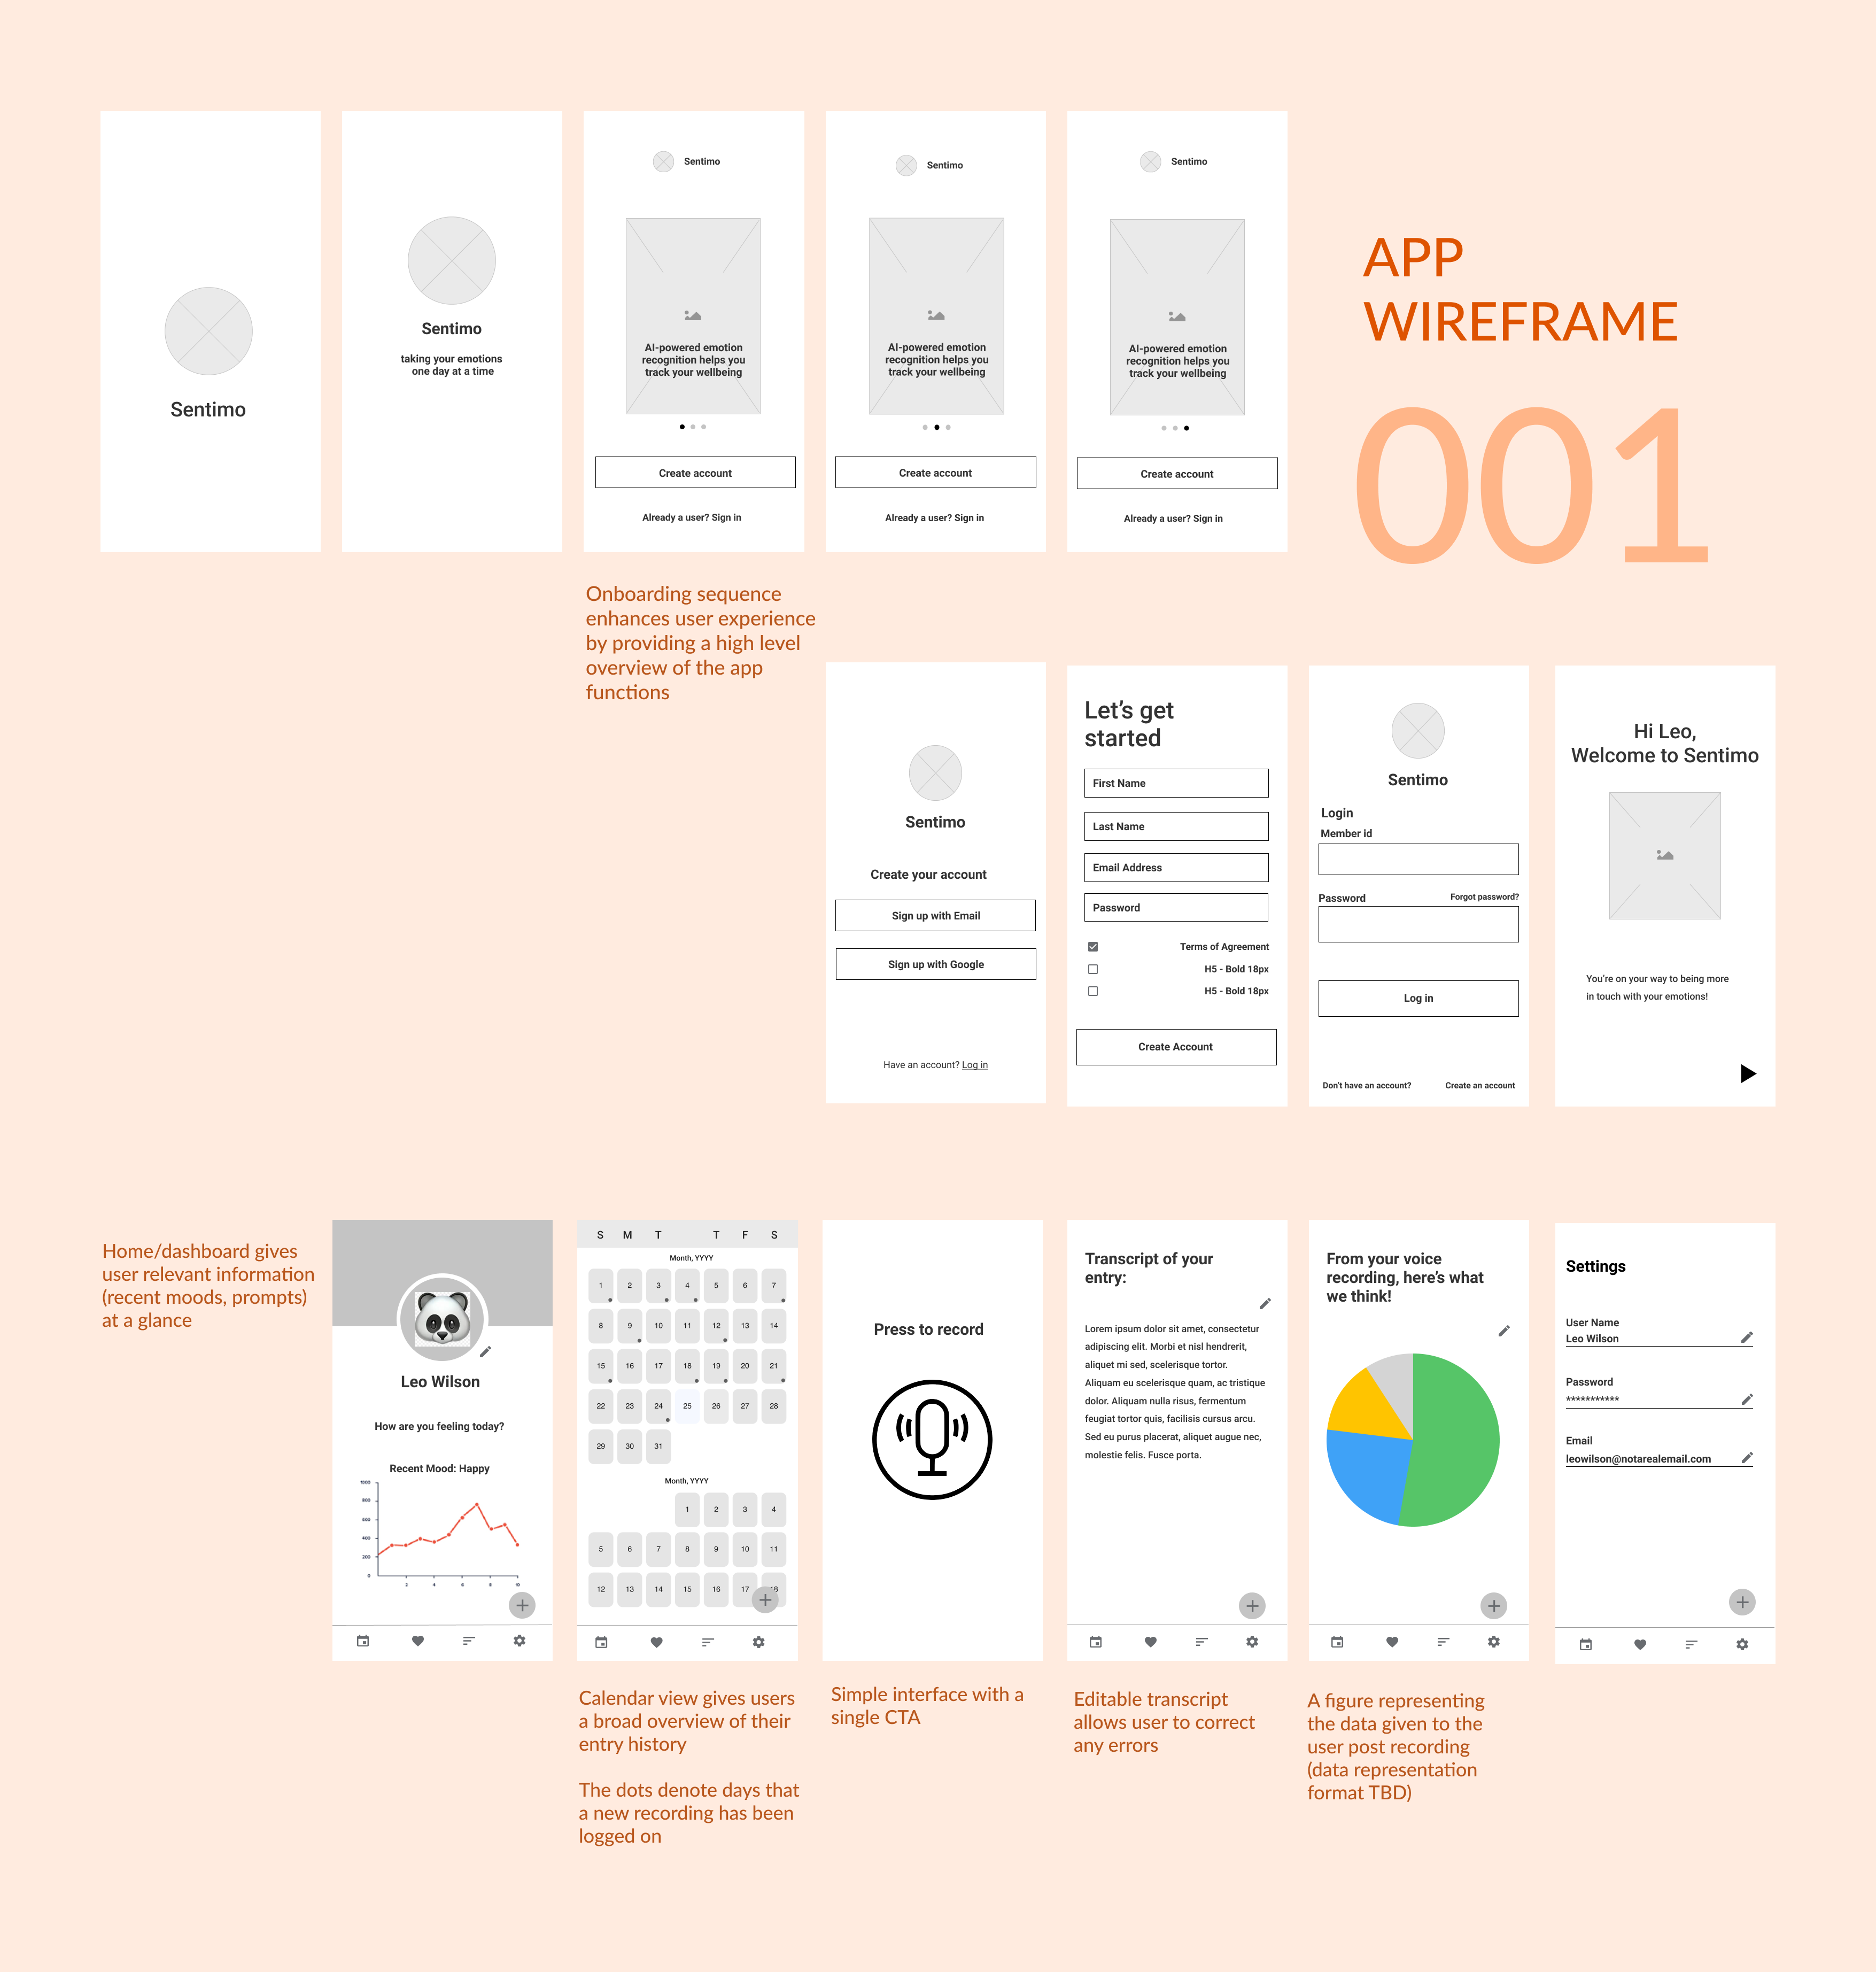 Sentimo
Sentimo
taking your emotions
one day at a time
Sentimo
AI-powered emotion
recognition helps you
track your wellbeing
Create account
Already a user? Sign in
Sentimo
AI-powered emotion
recognition helps you
track your wellbeing
Create account
Already a user? Sign in
Sentimo
AI-powered emotion
recognition helps you
track your wellbeing
Create account
Already a user? Sign in
APP
WIREFRAME
001
Onboarding sequence
enhances user experience
by providing a high level
overview of the app
functions
Sentimo
Create your account
Sign up with Email
Sign up with Google
Have an account? Log in
Let's get
started
First Name
Last Name
Email Address
Password
Terms of Agreement
H5 - Bold 18px
H5 - Bold 18px
Create Account
Sentimo
Login
Member id
Password Forgot password?
Log in
Don't have an account? Create an account
Hi Leo,
Welcome to Sentimo
You're on your way to being more
in touch with your emotions!
Home/dashboard gives
user relevant information
(recent moods, prompts)
at a glance
Leo Wilson
How are you feeling today?
Recent Mood: Happy
1000
800
600
400
200
0
2 4 6 8 10
S M T T F S
Month, YYYY
1 2 3 4 5 6 7
8 9 10 11 12 13 14
15 16 17 18 19 20 21
22 23 24 25 26 27 28
29 30 31
Month, YYYY
1 2 3 4
5 6 7 8 9 10 11
12 13 14 15 16 17 18
Calendar view gives users
a broad overview of their
entry history
The dots denote days that
a new recording has been
logged on
Press to record
Simple interface with a
single CTA
Transcript of your
entry:
Lorem ipsum dolor sit amet, consectetur
adipiscing elit. Morbi et nisl hendrerit,
aliquet mi sed, scelerisque tortor.
Aliquam eu scelerisque quam, ac tristique
dolor. Aliquam nulla risus, fermentum
feugiat tortor quis, facilisis cursus arcu.
Sed eu purus placerat, aliquet augue nec,
molestie felis. Fusce porta.
Editable transcript
allows user to correct
any errors
From your voice
recording, here's what
we think!
A figure representing
the data given to the
user post recording
(data representation
format TBD)
Settings
User Name
Leo Wilson
Password
***********
Email
leowilson@notarealemail.com